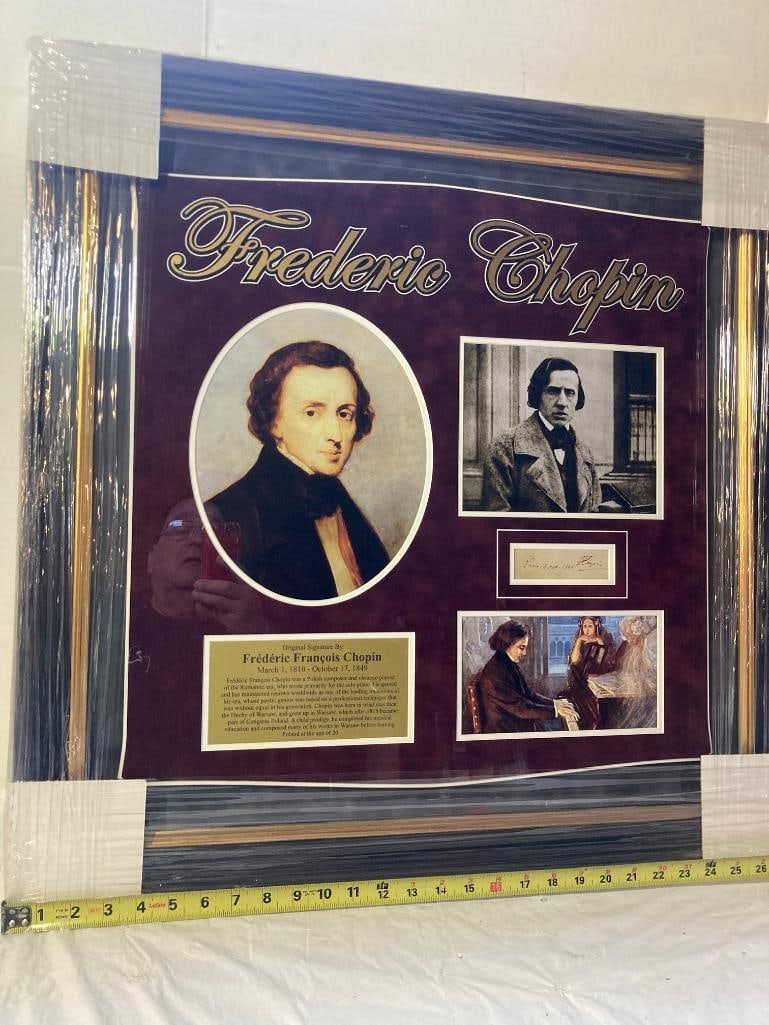 Frederic Chopin
Original Signature By:
Frédéric François Chopin
March 1, 1810 - October 17, 1849
Frédéric François Chopin was a Polish composer and virtuoso pianist
of the Romantic era, who wrote primarily for the solo piano. He gained
and has maintained renown worldwide as one of the leading musicians of
his era, whose poetic genius was based on a professional technique that
was without equal in his generation. Chopin was born in what was then
the Duchy of Warsaw, and grew up in Warsaw, which after 1815 became
part of Congress Poland. A child prodigy, he completed his musical
education and composed many of his works in Warsaw before leaving
Poland at the age of 20.
Chopin
1 2 3 4 Lufkin 5 6 7 8 9 10 11 12 13 14 15 16 17 18 19 20 21 22 23 24 25 26